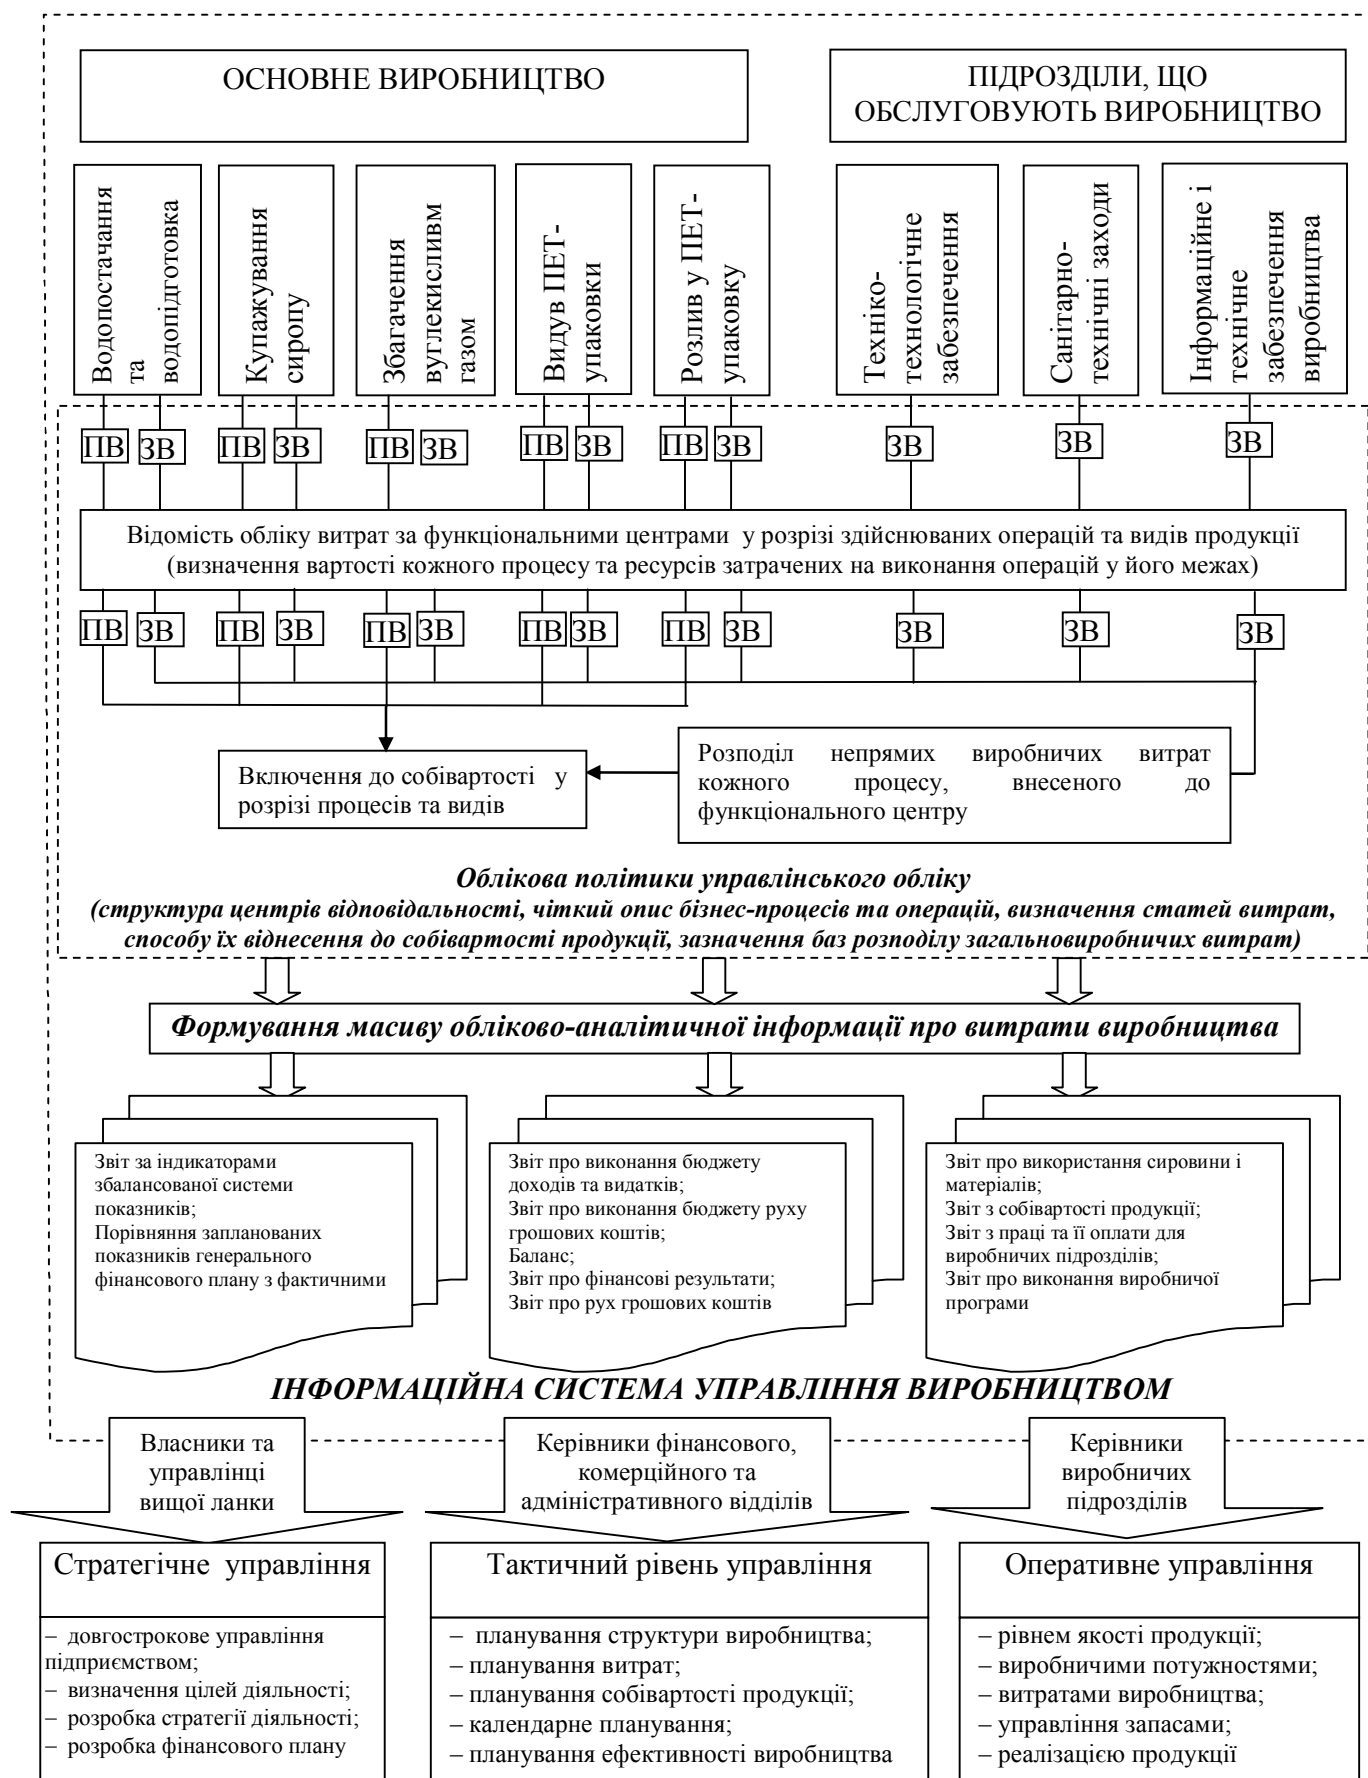 ОСНОВНЕ ВИРОБНИЦТВО
ПІДРОЗДІЛИ, ЩО
ОБСЛУГОВУЮТЬ ВИРОБНИЦТВО
Водопостачання
та
водопідготовка
Купажування
сиропу
Збагачення
вуглекисливм
газом
Видув ПЕТ-
упаковки
Розлив у ПЕТ-
упаковку
Техніко-
технологічне
забезпечення
Санітарно-
технічні заходи
Інформаційне і
технічне
забезпечення
виробництва
ПВ ЗВ ПВ ЗВ ПВ ЗВ ПВ ЗВ ПВ ЗВ ЗВ ЗВ ЗВ
Відомість обліку витрат за функціональними центрами у розрізі здійснюваних операцій та видів продукції
(визначення вартості кожного процесу та ресурсів затрачених на виконання операцій у його межах)
ПВ ЗВ ПВ ЗВ ПВ ЗВ ПВ ЗВ ПВ ЗВ ЗВ ЗВ ЗВ
Включення до собівартості у
розрізі процесів та видів
Розподіл непрямих виробничих витрат
кожного процесу, внесеного до
функціонального центру
Облікова політики управлінського обліку
(структура центрів відповідальності, чіткий опис бізнес-процесів та операцій, визначення статей витрат,
способу їх віднесення до собівартості продукції, зазначення баз розподілу загальновиробничих витрат)
Формування масиву обліково-аналітичної інформації про витрати виробництва
Звіт за індикаторами
збалансованої системи
показників;
Порівняння запланованих
показників генерального
фінансового плану з фактичними
Звіт про виконання бюджету
доходів та видатків;
Звіт про виконання бюджету руху
грошових коштів;
Баланс;
Звіт про фінансові результати;
Звіт про рух грошових коштів
Звіт про використання сировини і
матеріалів;
Звіт з собівартості продукції;
Звіт з праці та її оплати для
виробничих підрозділів;
Звіт про виконання виробничої
програми
ІНФОРМАЦІЙНА СИСТЕМА УПРАВЛІННЯ ВИРОБНИЦТВОМ
Власники та
управлінці
вищої ланки
Керівники фінансового,
комерційного та
адміністративного відділів
Керівники
виробничих
підрозділів
Стратегічне управління
– довгострокове управління
підприємством;
– визначення цілей діяльності;
– розробка стратегії діяльності;
– розробка фінансового плану
Тактичний рівень управління
– планування структури виробництва;
– планування витрат;
– планування собівартості продукції;
– календарне планування;
– планування ефективності виробництва
Оперативне управління
– рівнем якості продукції;
– виробничими потужностями;
– витратами виробництва;
– управління запасами;
– реалізацією продукції